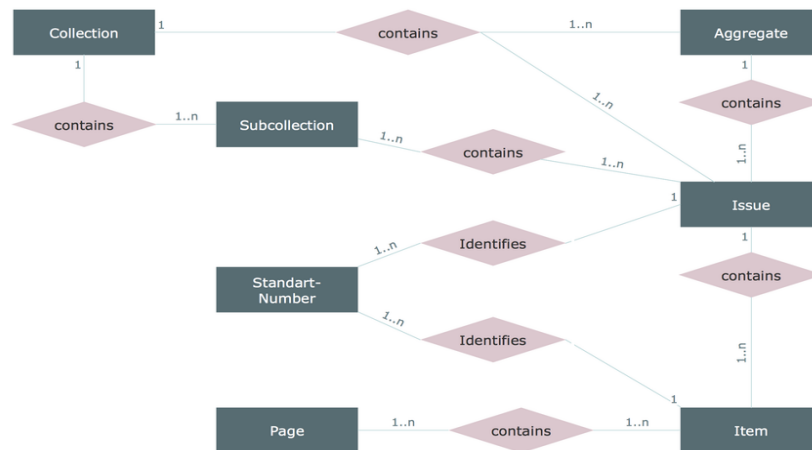 Collection
1
contains
1..n
Aggregate
1
1
1..n
contains
1..n
Subcollection
contains
1..n
contains
1..n
1..n
Issue
1
1
Identifies
1..n
contains
Standart-
Number
1..n
Identifies
1..n
1
Page
1..n
contains
1..n
Item